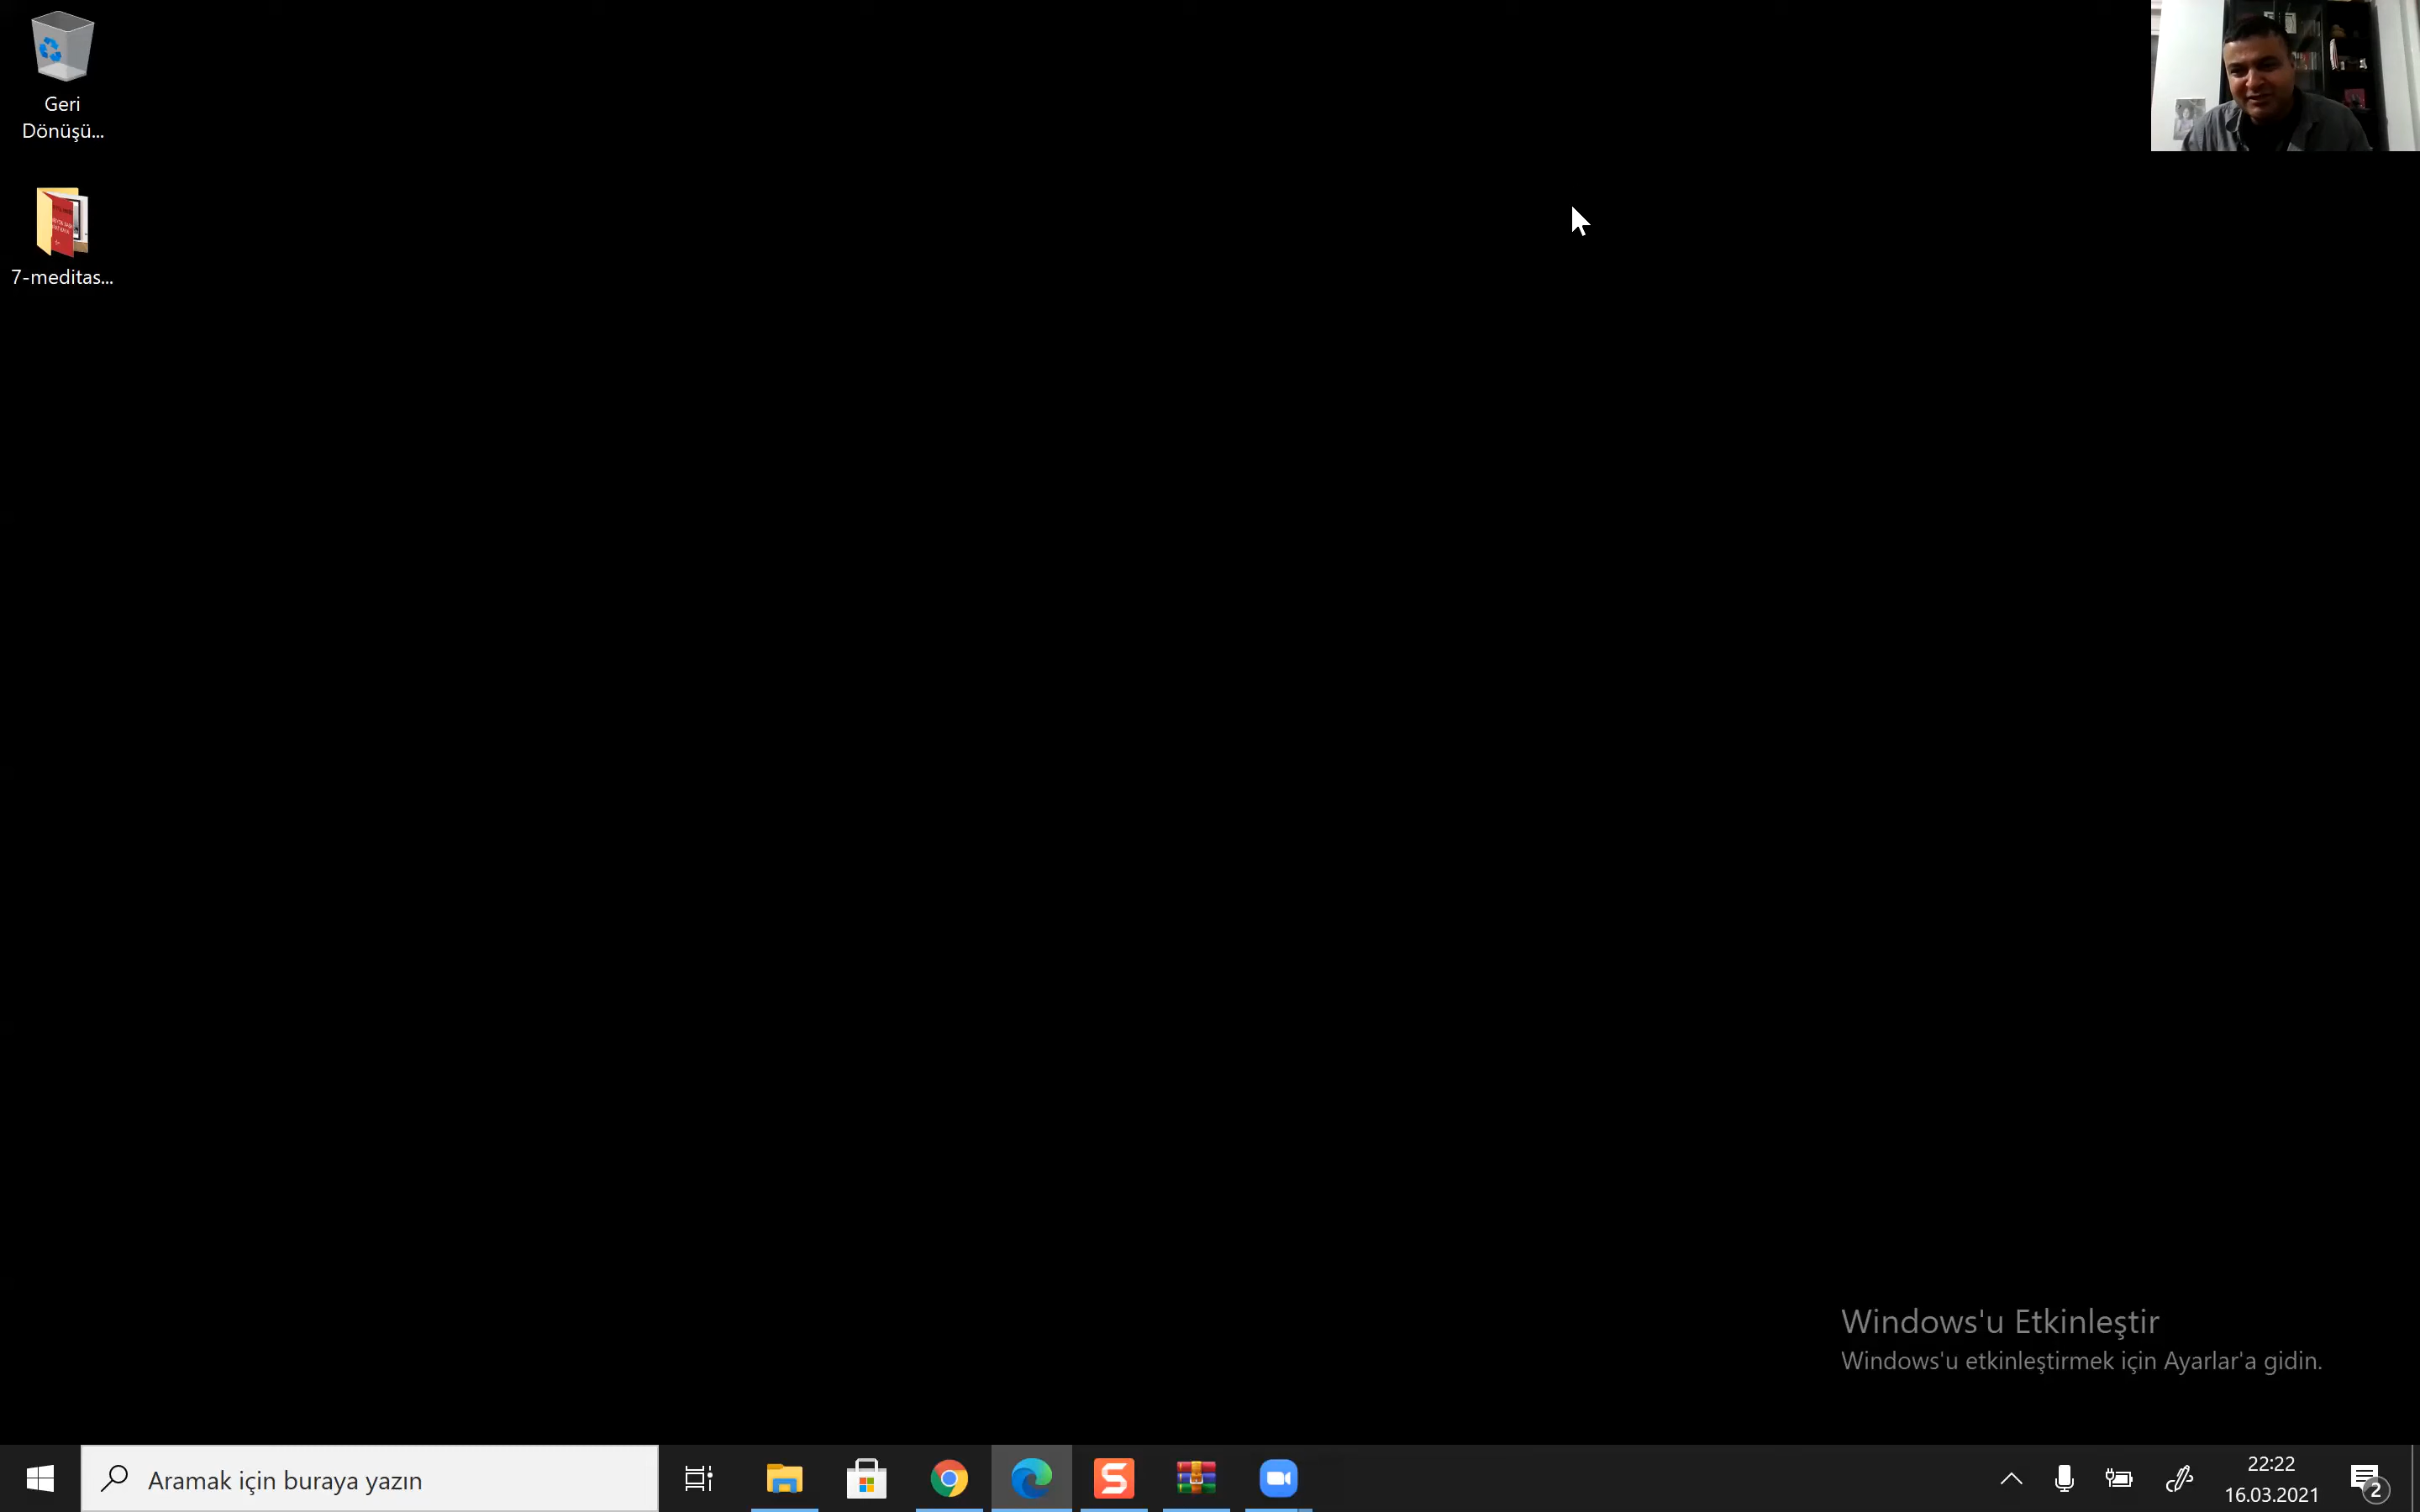 Geri
Dönüşü...
7-meditas...
Windows'u Etkinleştir
Windows'u etkinleştirmek için Ayarlar'a gidin.
Aramak için buraya yazın
22:22
16.03.2021
2